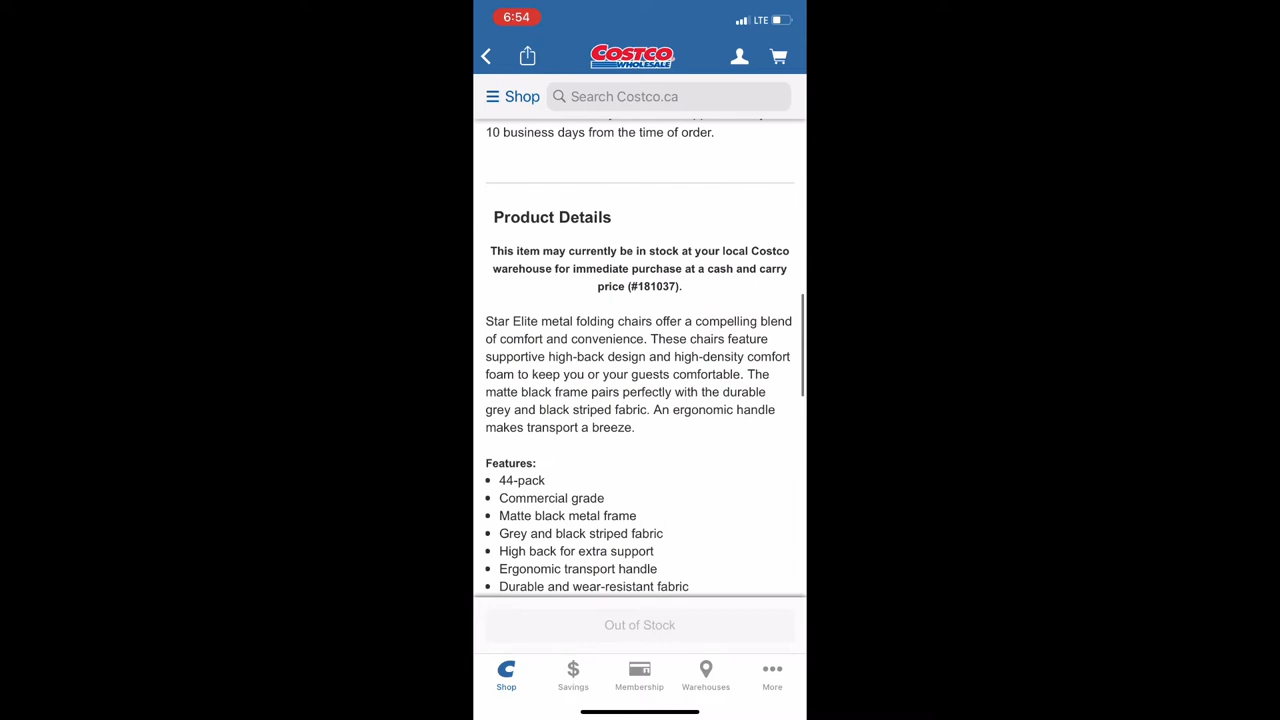 6:54
LTE
COSTCO
WHOLESALE
Shop
Search Costco.ca
10 business days from the time of order.
Product Details
This item may currently be in stock at your local Costco
warehouse for immediate purchase at a cash and carry
price (#181037).
Star Elite metal folding chairs offer a compelling blend
of comfort and convenience. These chairs feature
supportive high-back design and high-density comfort
foam to keep you or your guests comfortable. The
matte black frame pairs perfectly with the durable
grey and black striped fabric. An ergonomic handle
makes transport a breeze.
Features:
• 44-pack
• Commercial grade
• Matte black metal frame
• Grey and black striped fabric
• High back for extra support
• Ergonomic transport handle
• Durable and wear-resistant fabric
Out of Stock
Shop
Savings
Membership
Warehouses
More